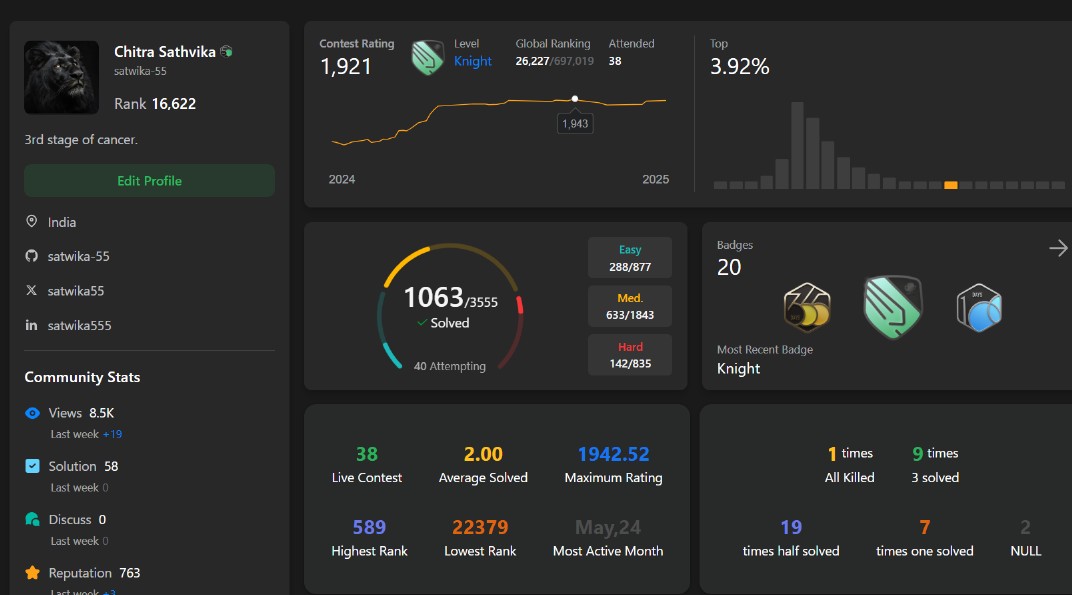 Chitra Sathvika
satwika-55
Rank 16,622
3rd stage of cancer.
Edit Profile
India
satwika-55
satwika55
satwika555
Community Stats
Views 8.5K
Last week +19
Solution 58
Last week 0
Discuss 0
Last week 0
Reputation 763
Last week +3
Contest Rating
1,921
Level
Knight
Global Ranking
26,227/697,019
Attended
38
1,943
2024
2025
Top
3.92%
1063/3555
Solved
40 Attempting
Easy
288/877
Med.
633/1843
Hard
142/835
Badges
20
Most Recent Badge
Knight
38
Live Contest
2.00
Average Solved
1942.52
Maximum Rating
589
Highest Rank
22379
Lowest Rank
May,24
Most Active Month
1 times
All Killed
9 times
3 solved
19
times half solved
7
times one solved
2
NULL